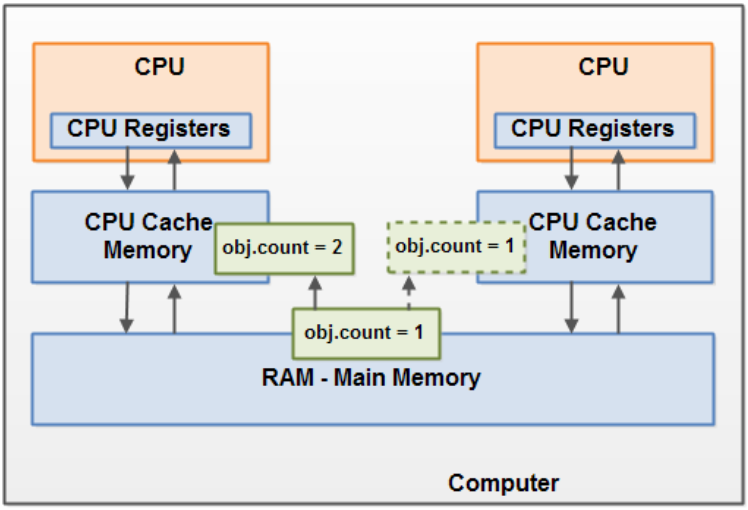 CPU
CPU
CPU Registers
CPU Registers
CPU Cache
Memory
obj.count = 2
obj.count = 1
CPU Cache
Memory
obj.count = 1
RAM - Main Memory
Computer